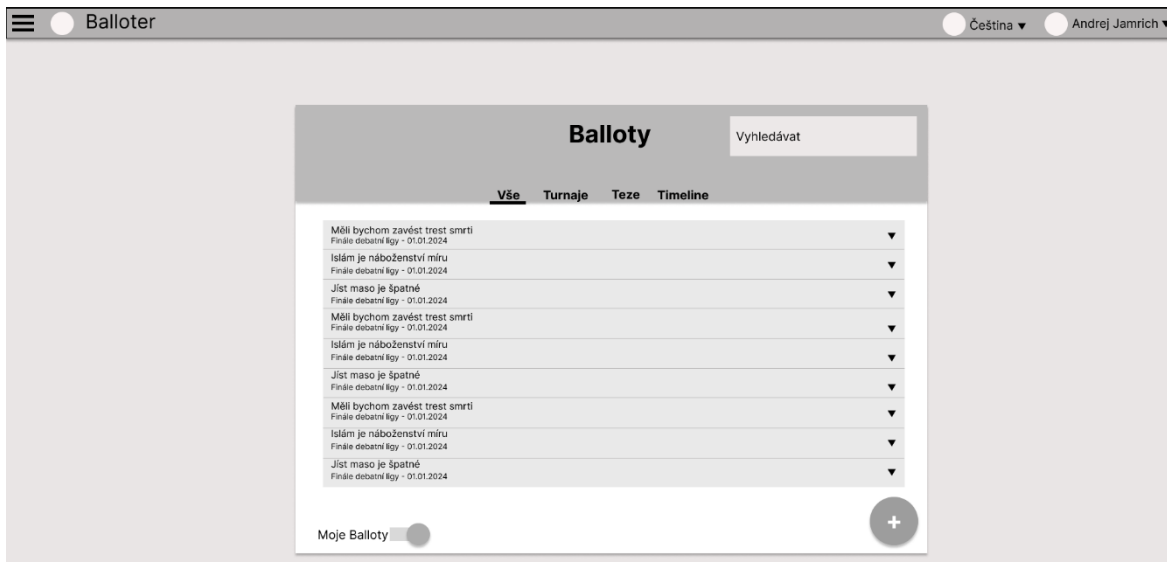 Balloter
Čeština ▼
Andrej Jamrich ▼
Balloty
Vyhledávat
Vše Turnaje Teze Timeline
Měli bychom zavést trest smrti
Finále debatní ligy - 01.01.2024
Islám je náboženství míru
Finále debatní ligy - 01.01.2024
Jíst maso je špatné
Finále debatní ligy - 01.01.2024
Měli bychom zavést trest smrti
Finále debatní ligy - 01.01.2024
Islám je náboženství míru
Finále debatní ligy - 01.01.2024
Jíst maso je špatné
Finále debatní ligy - 01.01.2024
Měli bychom zavést trest smrti
Finále debatní ligy - 01.01.2024
Islám je náboženství míru
Finále debatní ligy - 01.01.2024
Jíst maso je špatné
Finále debatní ligy - 01.01.2024
Moje Balloty
+